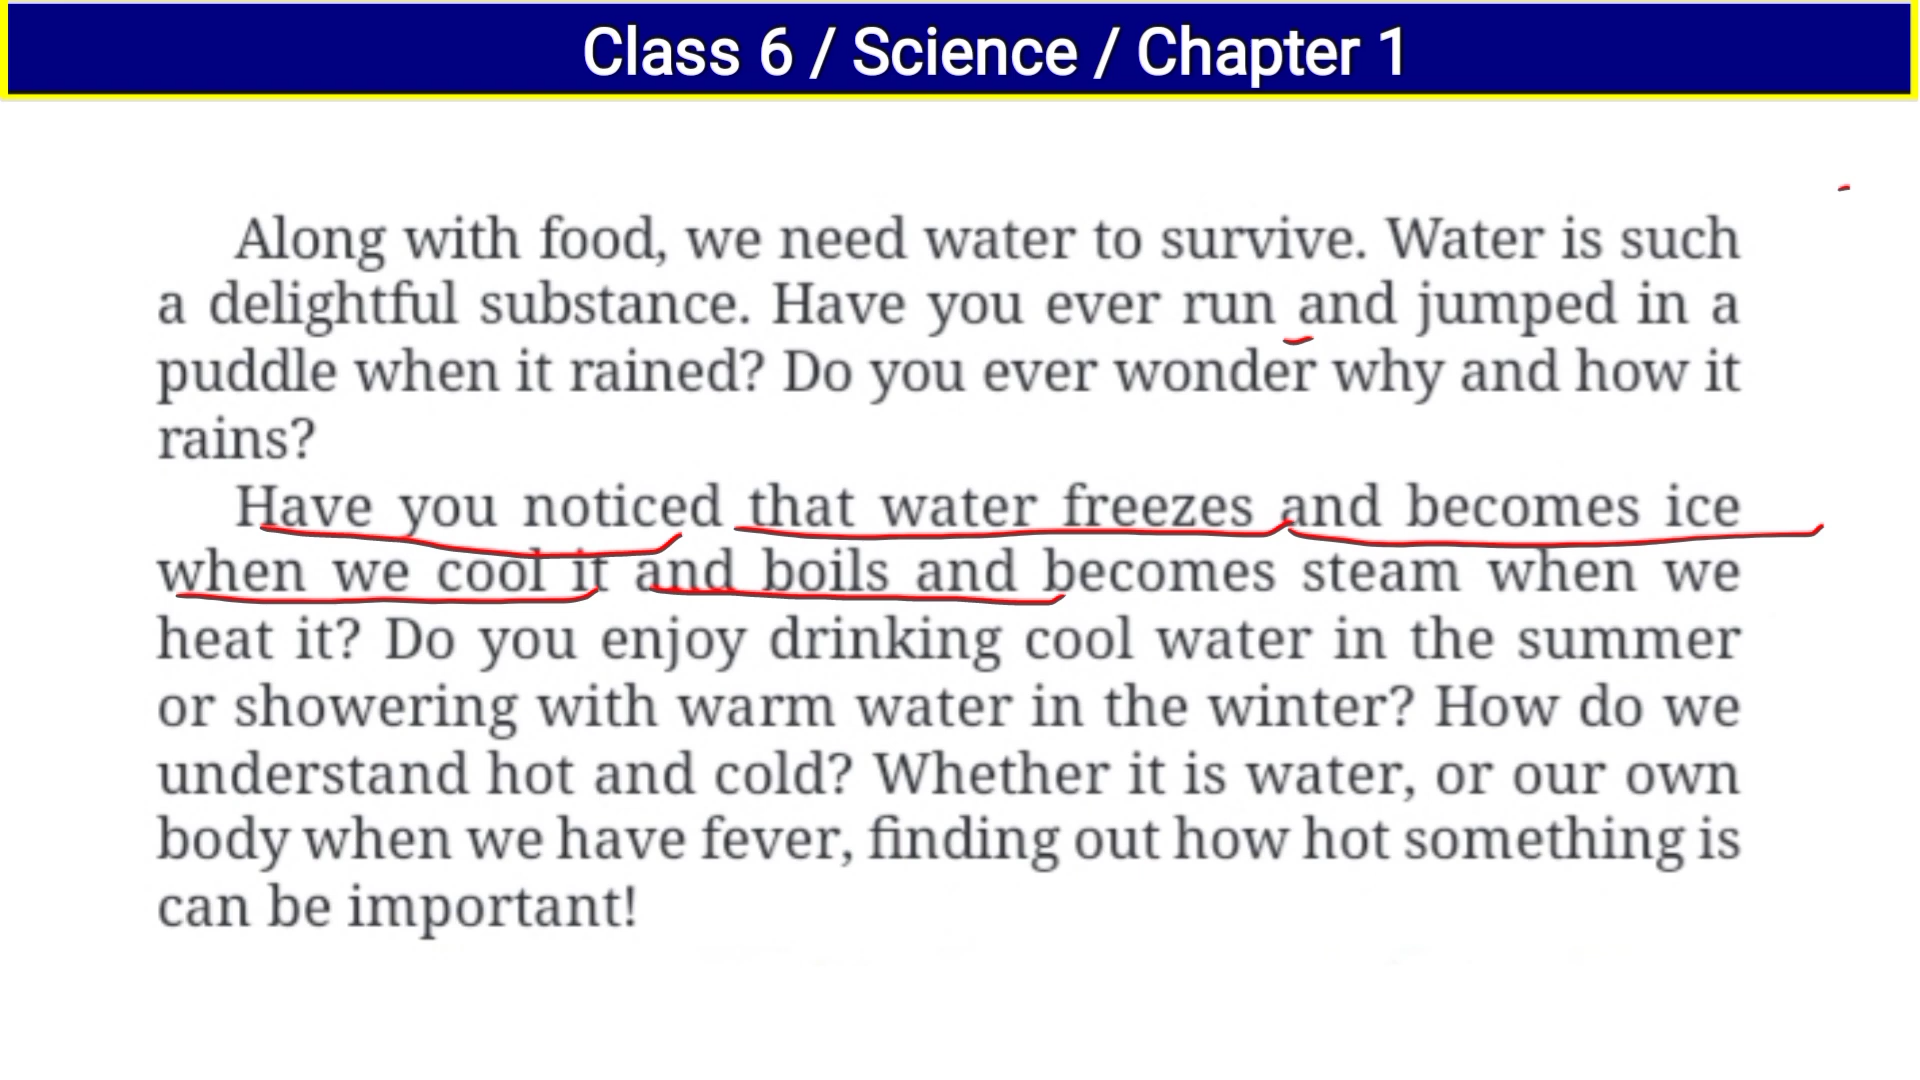 Class 6 / Science / Chapter 1
Along with food, we need water to survive. Water is such
a delightful substance. Have you ever run and jumped in a
puddle when it rained? Do you ever wonder why and how it
rains?
Have you noticed that water freezes and becomes ice
when we cool it and boils and becomes steam when we
heat it? Do you enjoy drinking cool water in the summer
or showering with warm water in the winter? How do we
understand hot and cold? Whether it is water, or our own
body when we have fever, finding out how hot something is
can be important!